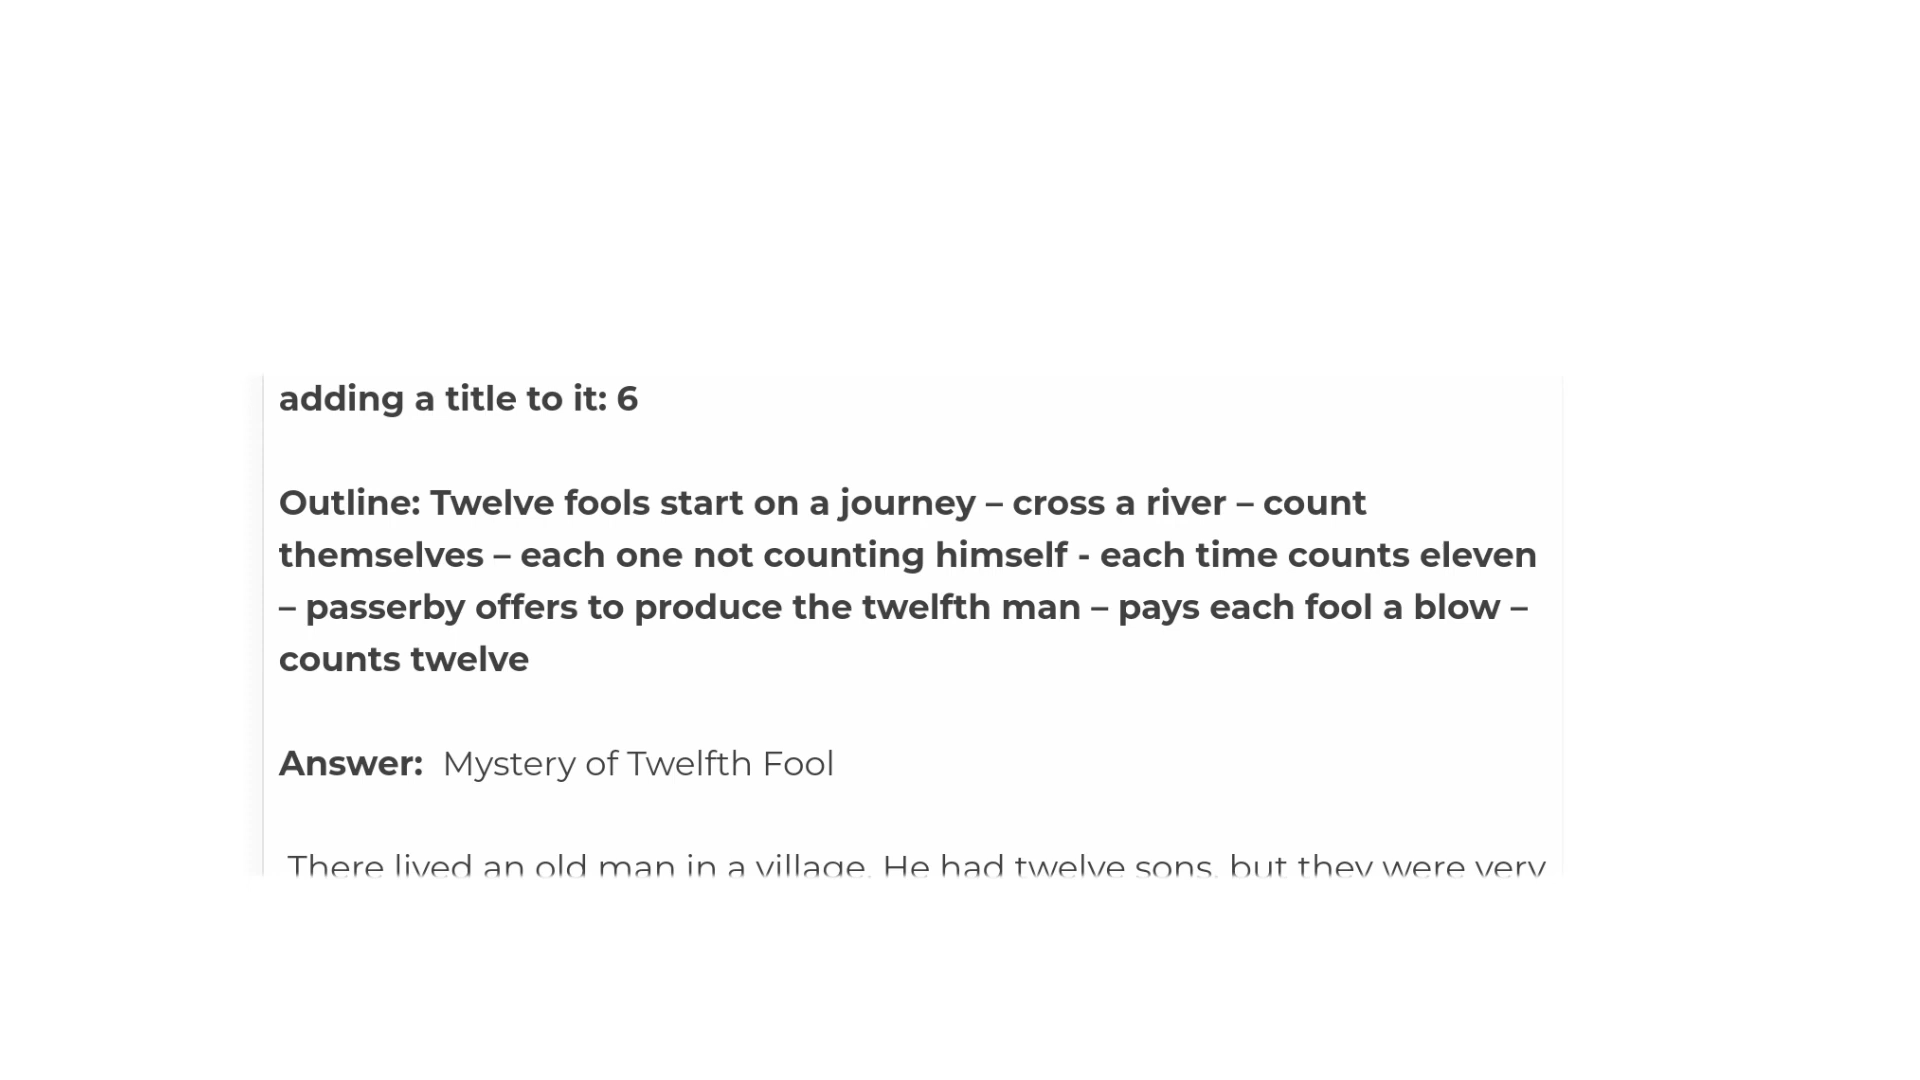 adding a title to it: 6
Outline: Twelve fools start on a journey – cross a river – count
themselves – each one not counting himself - each time counts eleven
– passerby offers to produce the twelfth man – pays each fool a blow –
counts twelve
Answer: Mystery of Twelfth Fool
There lived an old man in a village. He had twelve sons, but they were very